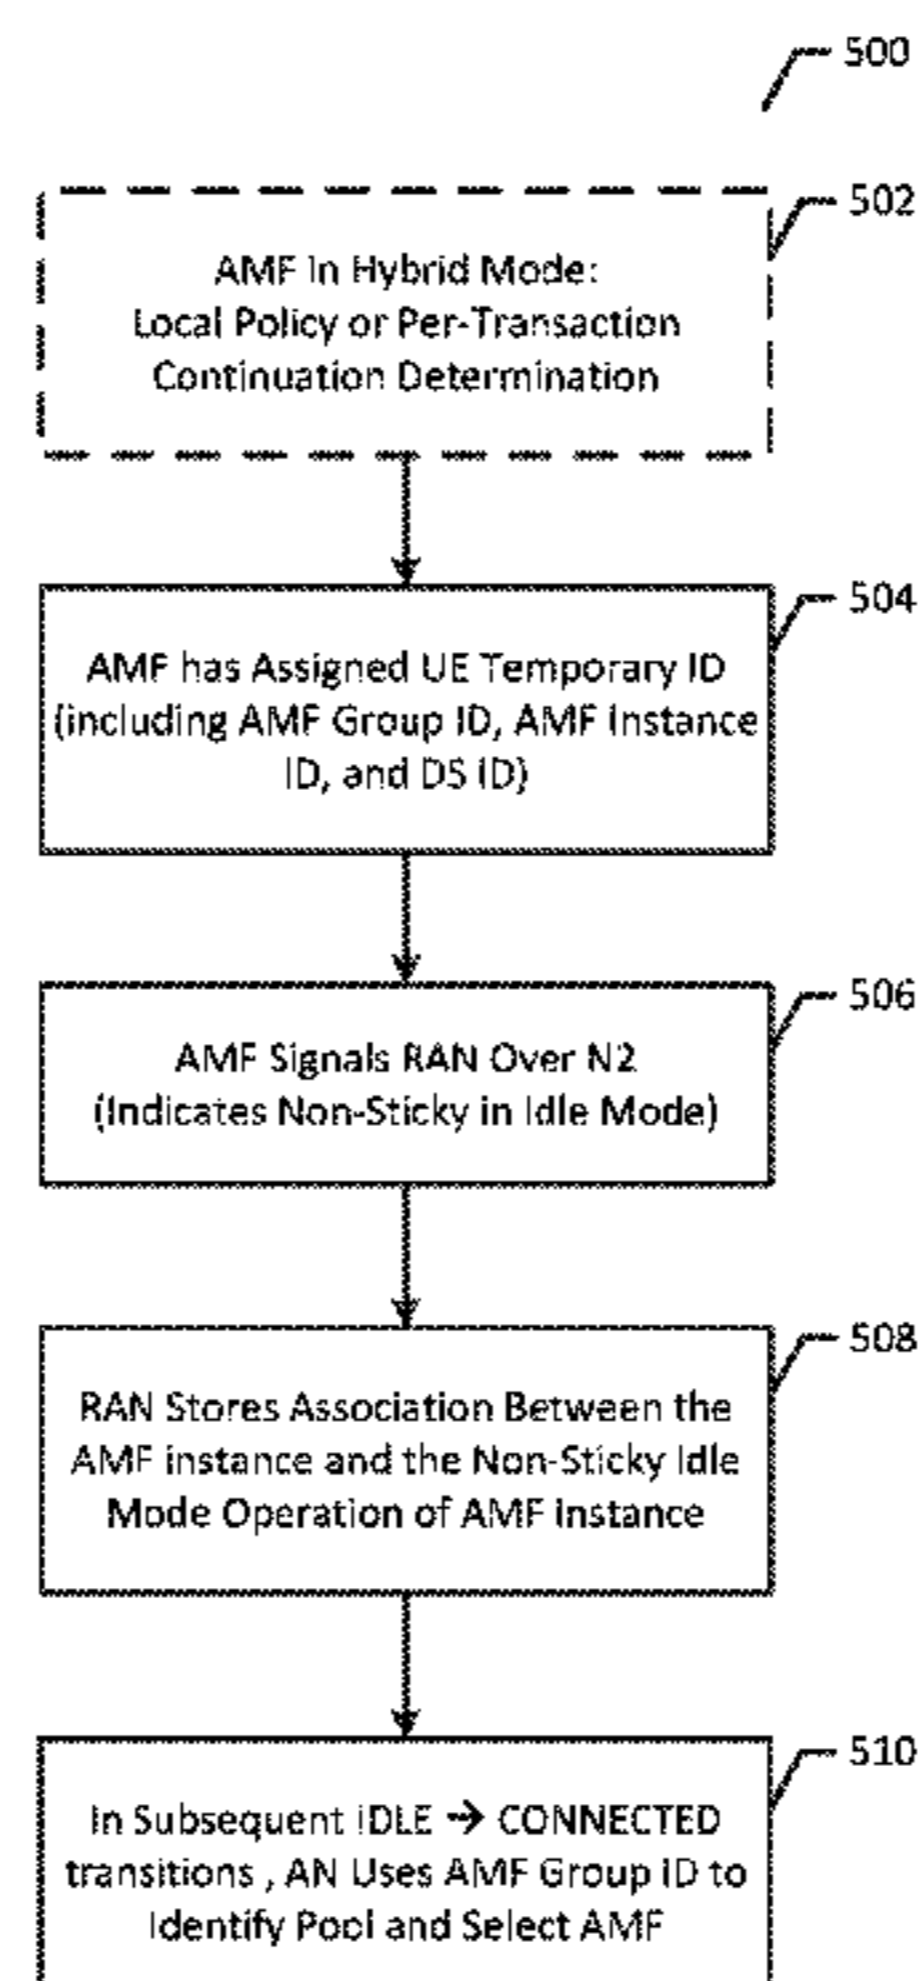 500
502
AMF in Hybrid Mode:
Local Policy or Per-Transaction
Continuation Determination
504
AMF has Assigned UE Temporary ID
(including AMF Group ID, AMF Instance
ID, and DS ID)
506
AMF Signals RAN Over N2
(Indicates Non-Sticky in Idle Mode)
508
RAN Stores Association Between the
AMF instance and the Non-Sticky Idle
Mode Operation of AMF Instance
510
In Subsequent IDLE → CONNECTED
transitions , AN Uses AMF Group ID to
Identify Pool and Select AMF